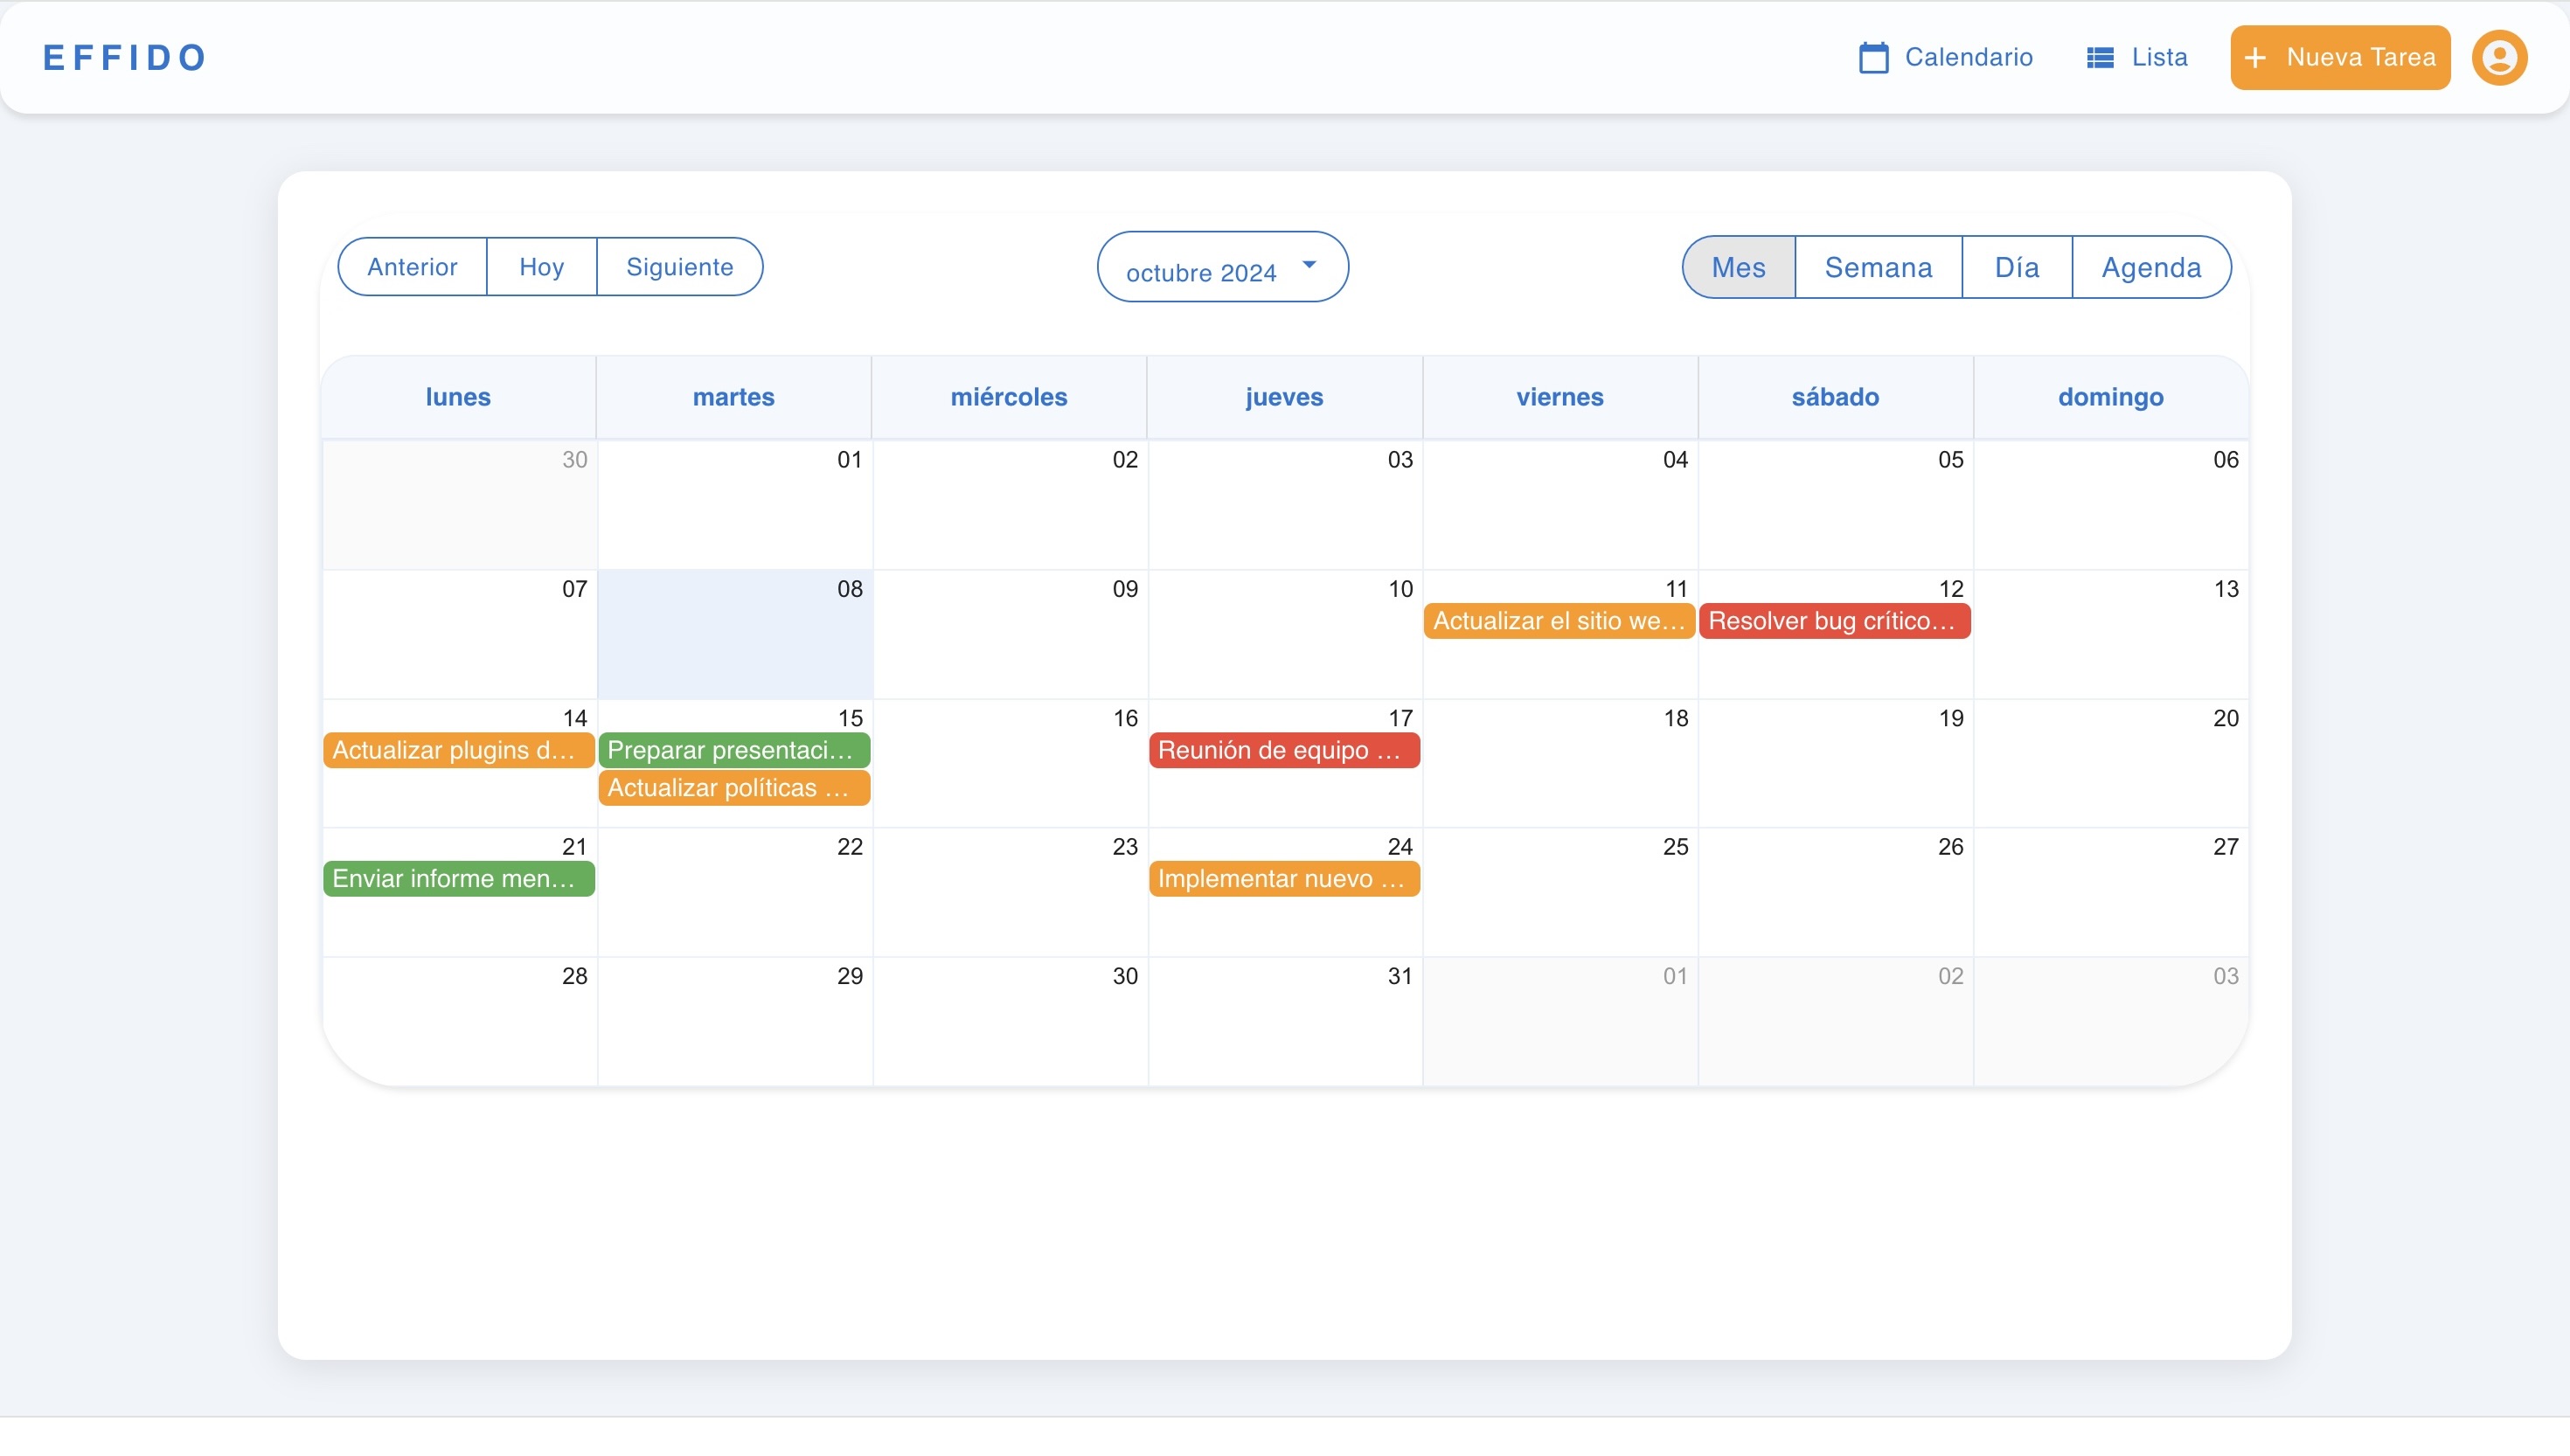 EFFIDO
Calendario
Lista
+ Nueva Tarea
Anterior Hoy Siguiente
octubre 2024
Mes Semana Día Agenda
lunes martes miércoles jueves viernes sábado domingo
30 01 02 03 04 05 06
07 08 09 10 11 12 13
Actualizar el sitio we… Resolver bug crítico…
14 15 16 17 18 19 20
Actualizar plugins d… Preparar presentaci… Reunión de equipo …
Actualizar políticas …
21 22 23 24 25 26 27
Enviar informe men… Implementar nuevo …
28 29 30 31 01 02 03